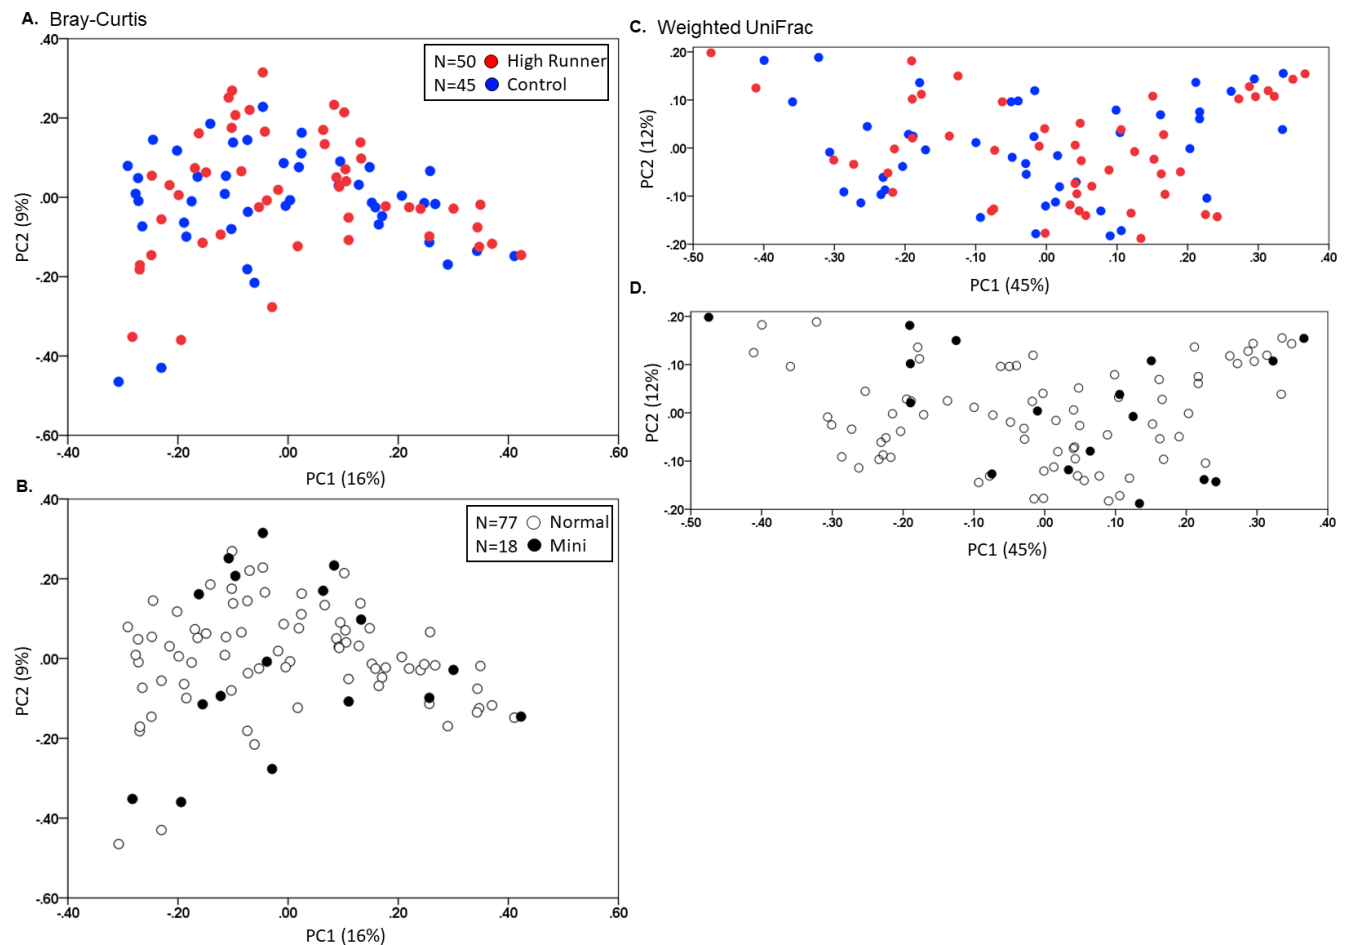 A. Bray-Curtis
.40
.20
.00
-.20
-.40
-.60
PC2 (9%)
N=50 High Runner
N=45 Control
-.40 -.20 .00 .20 .40 .60
PC1 (16%)
B.
.40
.20
.00
-.20
-.40
-.60
PC2 (9%)
N=77 Normal
N=18 Mini
-.40 -.20 .00 .20 .40 .60
PC1 (16%)
C. Weighted UniFrac
.20
.10
.00
-.10
-.20
PC2 (12%)
-.50 -.40 -.30 -.20 -.10 .00 .10 .20 .30 .40
PC1 (45%)
D.
.20
.10
.00
-.10
-.20
PC2 (12%)
-.50 -.40 -.30 -.20 -.10 .00 .10 .20 .30 .40
PC1 (45%)